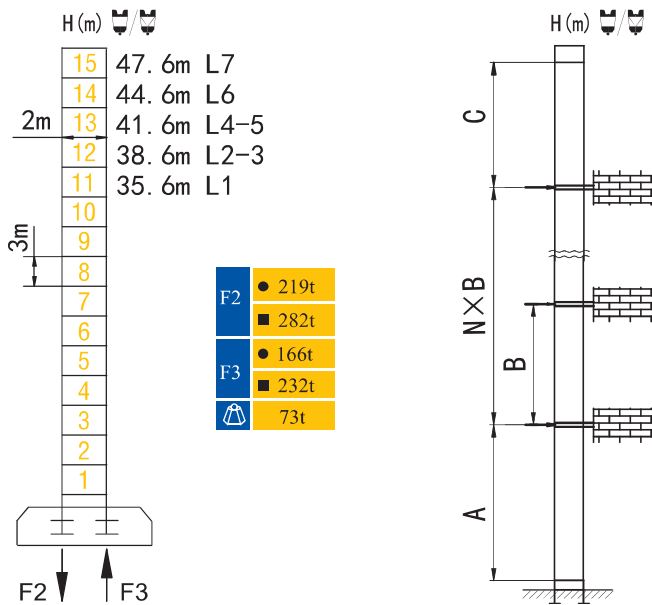 H(m)
15 47.6m L7
14 44.6m L6
2m 13 41.6m L4-5
12 38.6m L2-3
11 35.6m L1
10
3m 9
8
7
6
5
4
3
2
1
F2 F3
F2 ● 219t
■ 282t
F3 ● 166t
■ 232t
73t
H(m)
C
N×B
B
A